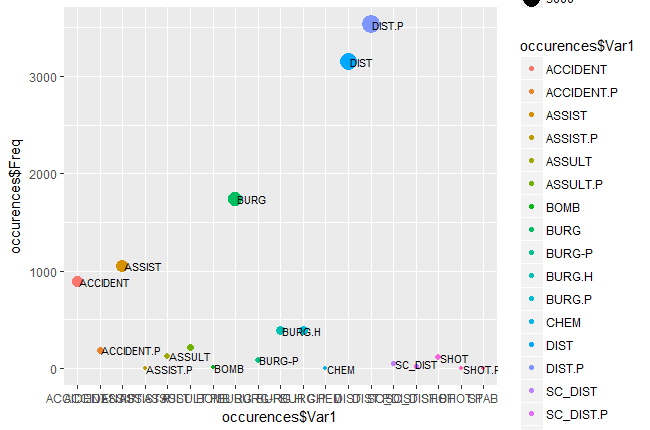 5000
occurences$Var1
ACCIDENT
ACCIDENT.P
ASSIST
ASSIST.P
ASSULT
ASSULT.P
BOMB
BURG
BURG-P
BURG.H
BURG.P
CHEM
DIST
DIST.P
SC_DIST
SC_DIST.P
occurences$Freq
3000
2000
1000
0
DIST.P
DIST
BURG
ASSIST
ACCIDENT
ACCIDENT.P
ASSIST.P
ASSULT
BOMB
BURG-P
BURG.H
CHEM
SC_DIST
SHOT
SHOT.P
occurences$Var1